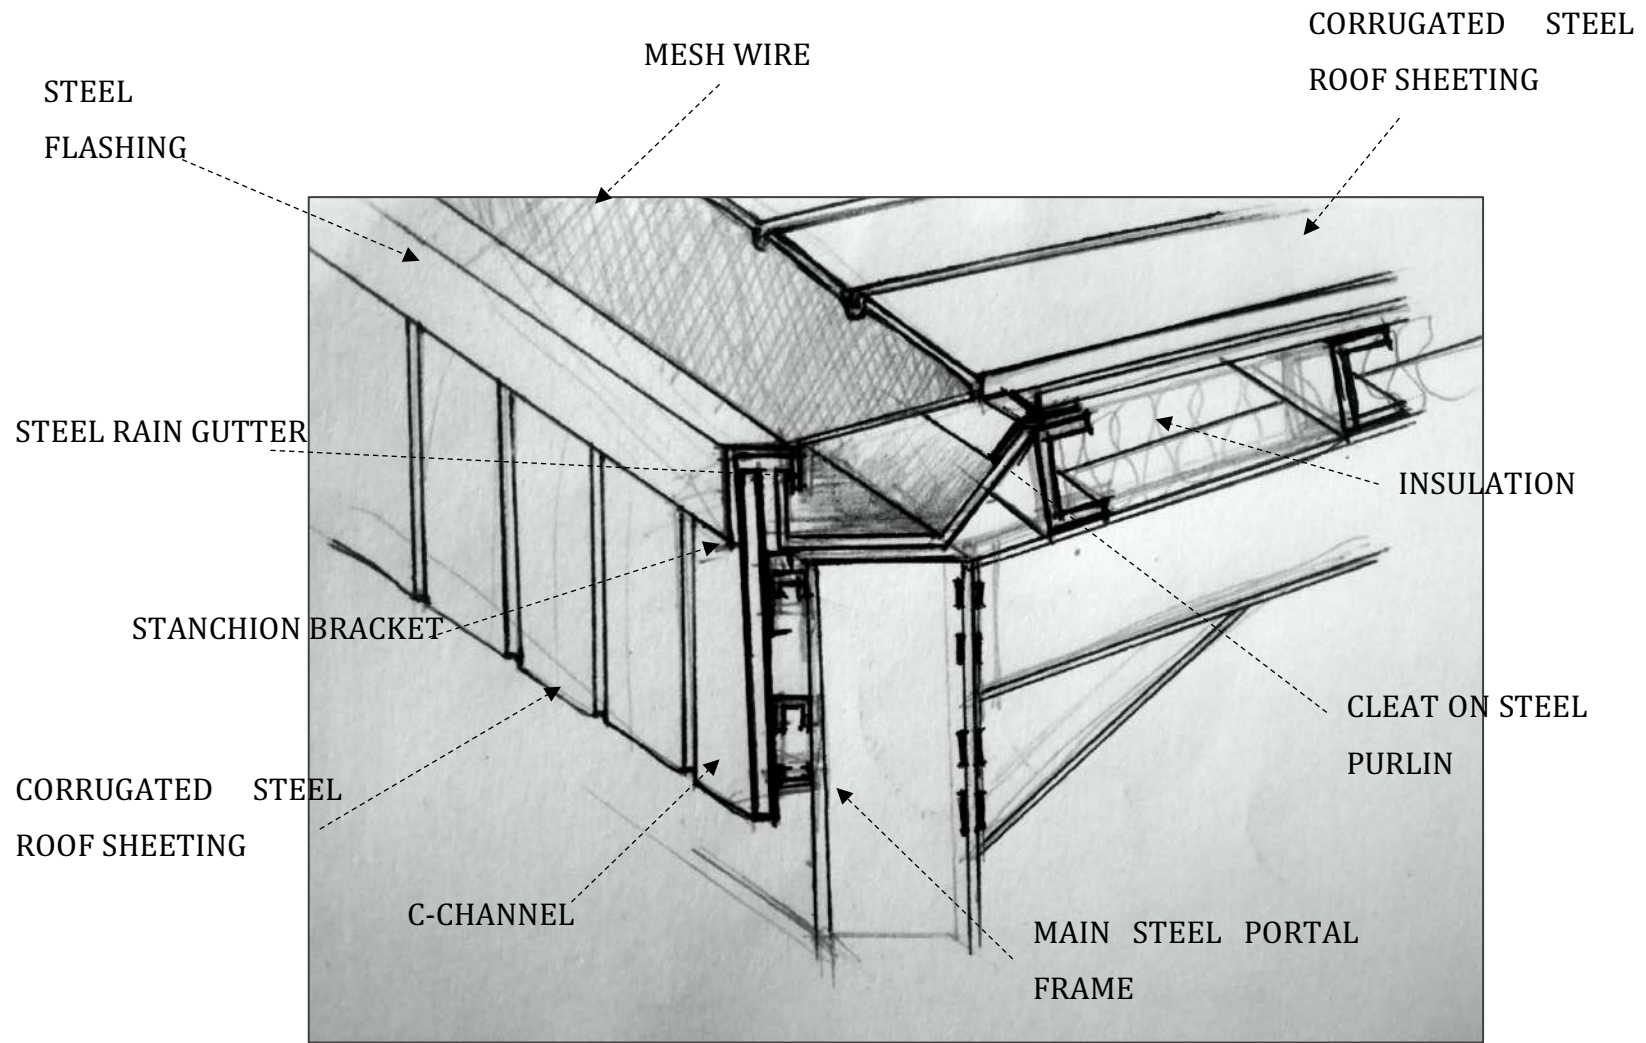 CORRUGATED STEEL
ROOF SHEETING
MESH WIRE
STEEL
FLASHING
STEEL RAIN GUTTER
INSULATION
STANCHION BRACKET
CLEAT ON STEEL
PURLIN
CORRUGATED STEEL
ROOF SHEETING
C-CHANNEL
MAIN STEEL PORTAL
FRAME